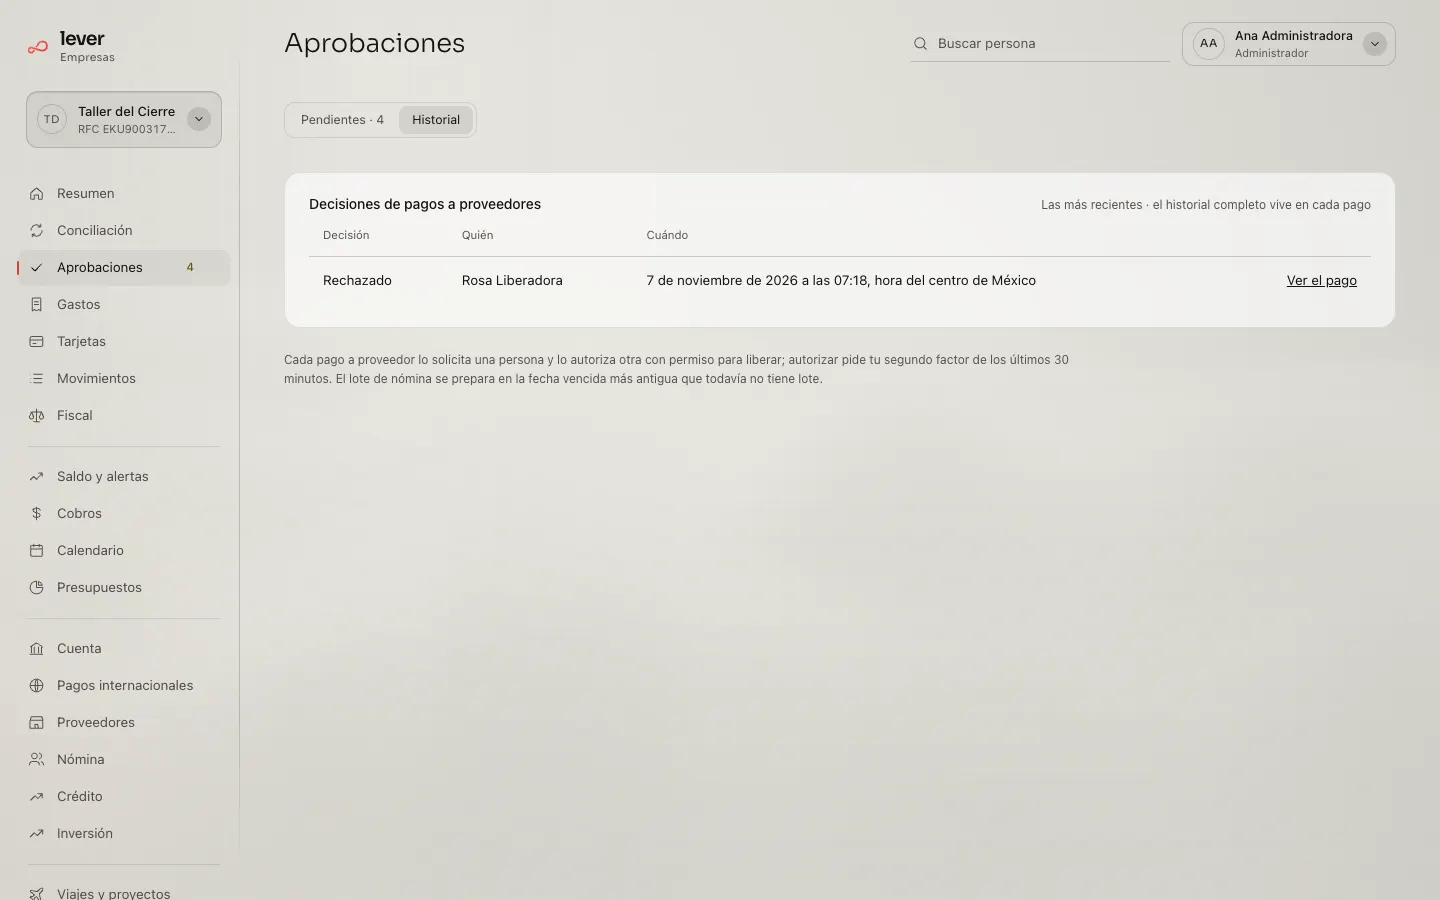 lever
Empresas
TD
Taller del Cierre
RFC EKU900317...
Resumen
Conciliación
Aprobaciones 4
Gastos
Tarjetas
Movimientos
Fiscal
Saldo y alertas
Cobros
Calendario
Presupuestos
Cuenta
Pagos internacionales
Proveedores
Nómina
Crédito
Inversión
Viajes y proyectos
Aprobaciones
Buscar persona
AA
Ana Administradora
Administrador
Pendientes · 4 Historial
Decisiones de pagos a proveedores
Las más recientes · el historial completo vive en cada pago
Decisión Quién Cuándo
Rechazado Rosa Liberadora 7 de noviembre de 2026 a las 07:18, hora del centro de México Ver el pago
Cada pago a proveedor lo solicita una persona y lo autoriza otra con permiso para liberar; autorizar pide tu segundo factor de los últimos 30
minutos. El lote de nómina se prepara en la fecha vencida más antigua que todavía no tiene lote.